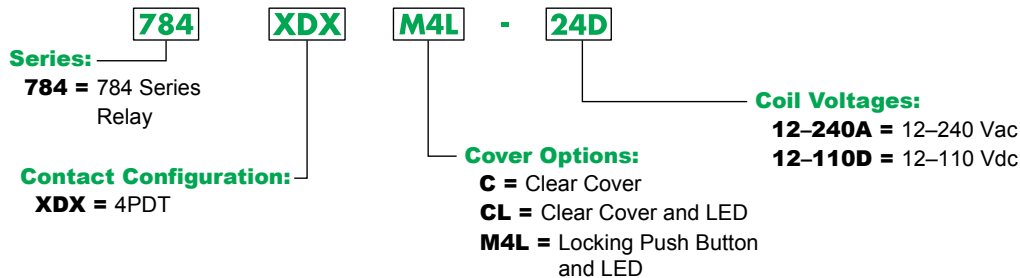 784 XDX M4L - 24D
Series:
784 = 784 Series
Relay
Contact Configuration:
XDX = 4PDT
Cover Options:
C = Clear Cover
CL = Clear Cover and LED
M4L = Locking Push Button
and LED
Coil Voltages:
12–240A = 12–240 Vac
12–110D = 12–110 Vdc